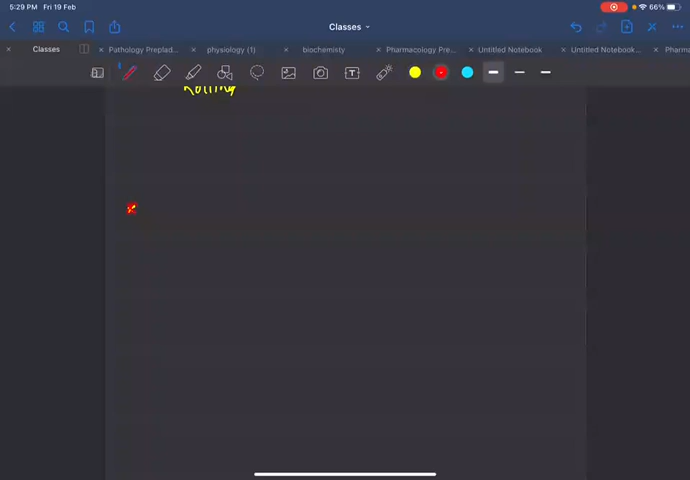 5:29 PM Fri 19 Feb 66%
Classes
Classes Pathology Preplad... physiology (1) biochemisty Pharmacology Pre... Untitled Notebook Untitled Notebook... Pharma
T
Rolling